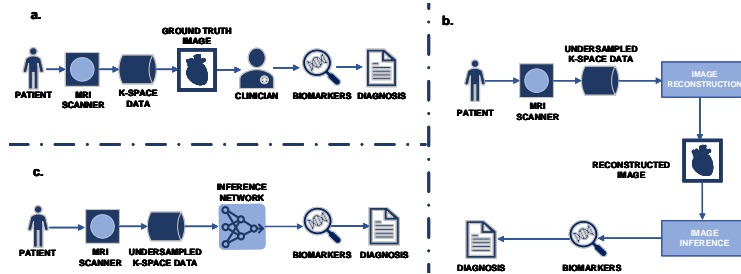 a.
GROUND TRUTH
IMAGE
PATIENT
MRI
SCANNER
K-SPACE
DATA
CLINICIAN
BIOMARKERS
DIAGNOSIS
b.
UNDERSAMPLED
K-SPACE DATA
IMAGE
RECONSTRUCTION
PATIENT
MRI
SCANNER
RECONSTRUCTED
IMAGE
IMAGE
INFERENCE
DIAGNOSIS
BIOMARKERS
c.
INFERENCE
NETWORK
PATIENT
MRI
SCANNER
UNDERSAMPLED
K-SPACE DATA
BIOMARKERS
DIAGNOSIS